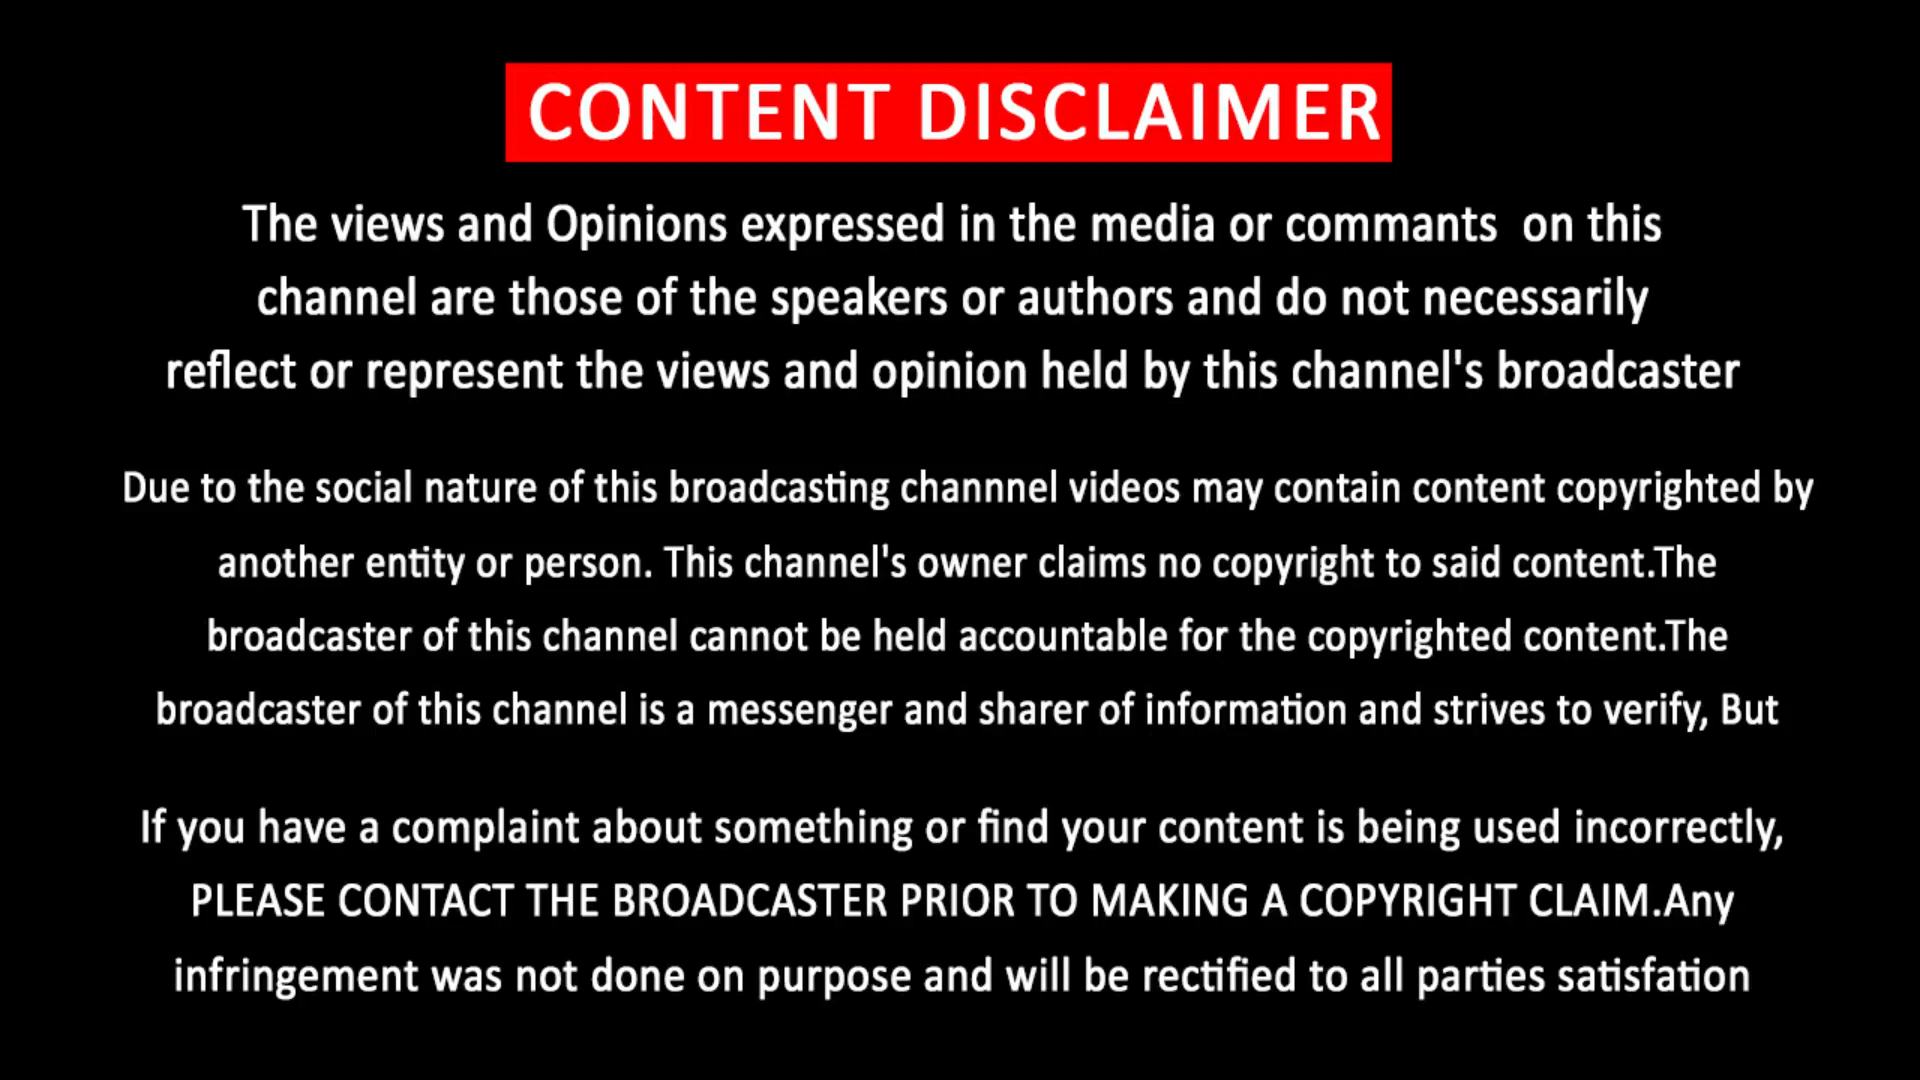 CONTENT DISCLAIMER
The views and Opinions expressed in the media or commants on this
channel are those of the speakers or authors and do not necessarily
reflect or represent the views and opinion held by this channel's broadcaster
Due to the social nature of this broadcasting channnel videos may contain content copyrighted by
another entity or person. This channel's owner claims no copyright to said content.The
broadcaster of this channel cannot be held accountable for the copyrighted content.The
broadcaster of this channel is a messenger and sharer of information and strives to verify, But
If you have a complaint about something or find your content is being used incorrectly,
PLEASE CONTACT THE BROADCASTER PRIOR TO MAKING A COPYRIGHT CLAIM.Any
infringement was not done on purpose and will be rectified to all parties satisfation